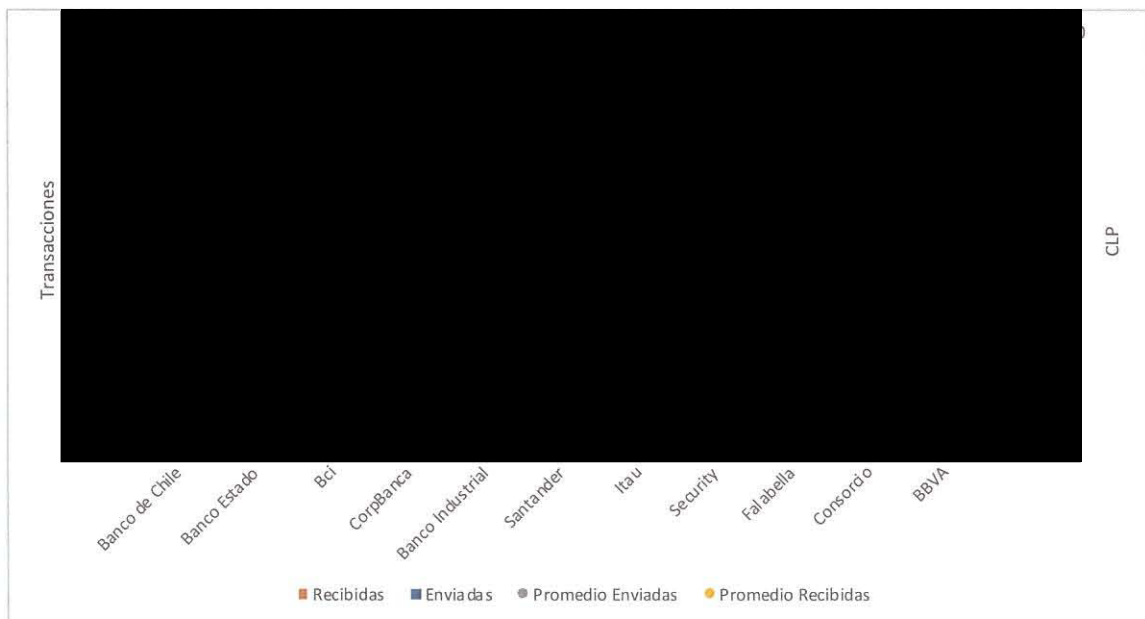 Transacciones
CLP
Banco de Chile
Banco Estado
Bci
CorpBanca
Banco Industrial
Santander
Itau
Security
Falabella
Consorcio
BBVA
Recibidas Enviadas Promedio Enviadas Promedio Recibidas